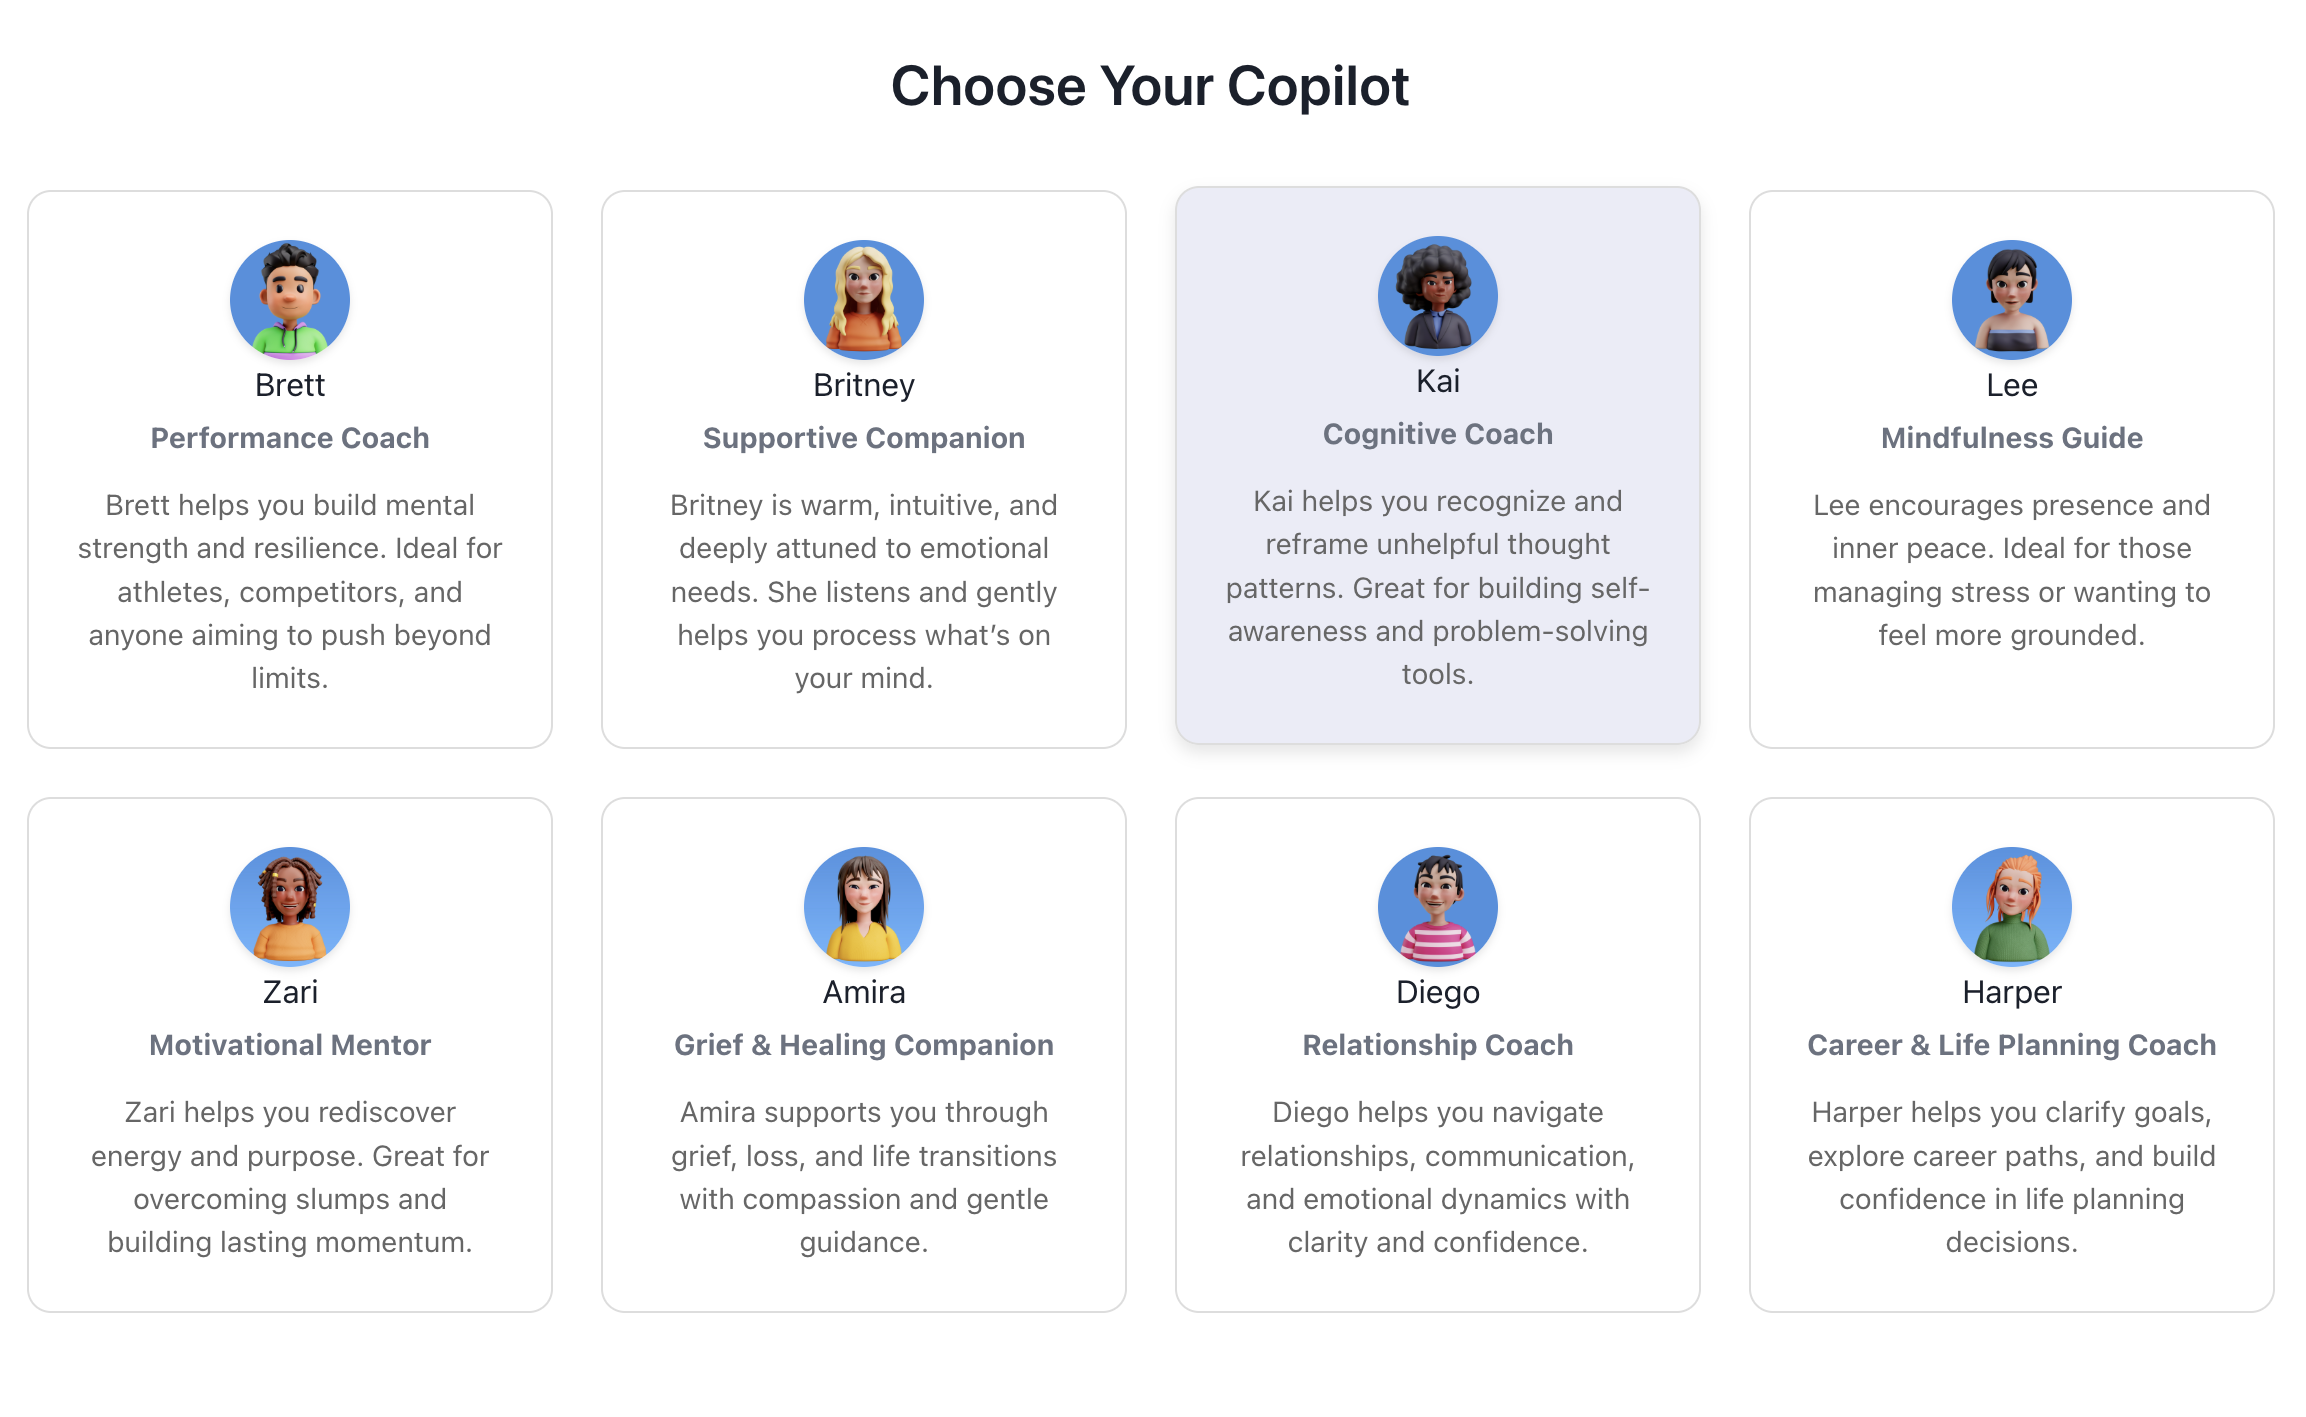 Choose Your Copilot
Brett
Performance Coach
Brett helps you build mental
strength and resilience. Ideal for
athletes, competitors, and
anyone aiming to push beyond
limits.
Britney
Supportive Companion
Britney is warm, intuitive, and
deeply attuned to emotional
needs. She listens and gently
helps you process what’s on
your mind.
Kai
Cognitive Coach
Kai helps you recognize and
reframe unhelpful thought
patterns. Great for building self-
awareness and problem-solving
tools.
Lee
Mindfulness Guide
Lee encourages presence and
inner peace. Ideal for those
managing stress or wanting to
feel more grounded.
Zari
Motivational Mentor
Zari helps you rediscover
energy and purpose. Great for
overcoming slumps and
building lasting momentum.
Amira
Grief & Healing Companion
Amira supports you through
grief, loss, and life transitions
with compassion and gentle
guidance.
Diego
Relationship Coach
Diego helps you navigate
relationships, communication,
and emotional dynamics with
clarity and confidence.
Harper
Career & Life Planning Coach
Harper helps you clarify goals,
explore career paths, and build
confidence in life planning
decisions.